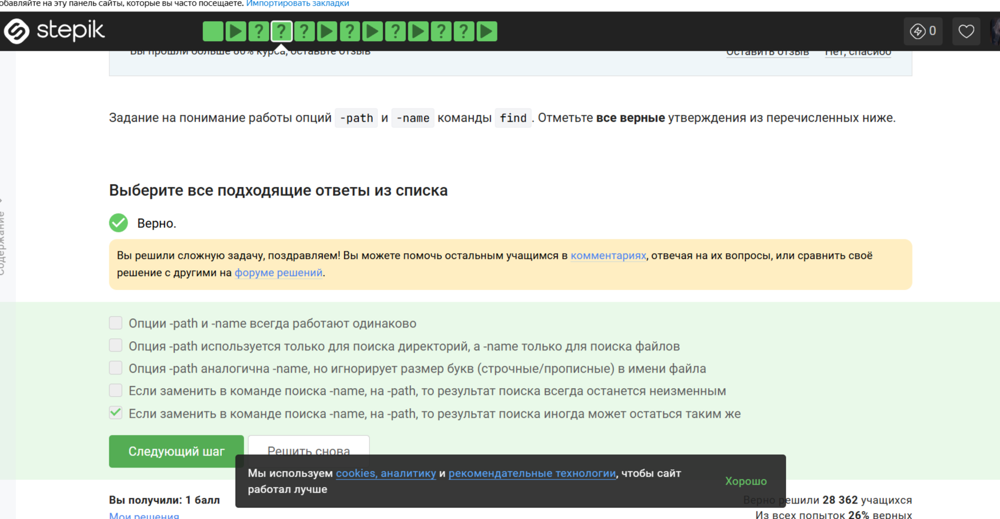 обавляйте на эту панель сайты, которые вы часто посещаете. Импортировать закладки
stepik
0
Вы прошли больше 80% курса, оставьте отзыв
Оставить отзыв Нет, спасибо
Задание на понимание работы опций -path и -name команды find . Отметьте все верные утверждения из перечисленных ниже.
Выберите все подходящие ответы из списка
Содержание
Верно.
Вы решили сложную задачу, поздравляем! Вы можете помочь остальным учащимся в комментариях, отвечая на их вопросы, или сравнить своё
решение с другими на форуме решений.
Опции -path и -name всегда работают одинаково
Опция -path используется только для поиска директорий, а -name только для поиска файлов
Опция -path аналогична -name, но игнорирует размер букв (строчные/прописные) в имени файла
Если заменить в команде поиска -name, на -path, то результат поиска всегда останется неизменным
Если заменить в команде поиска -name, на -path, то результат поиска иногда может остаться таким же
Следующий шаг
Решить снова
Мы используем cookies, аналитику и рекомендательные технологии, чтобы сайт
работал лучше
Хорошо
Вы получили: 1 балл
Верно решили 28 362 учащихся
Мои решения
Из всех попыток 26% верных